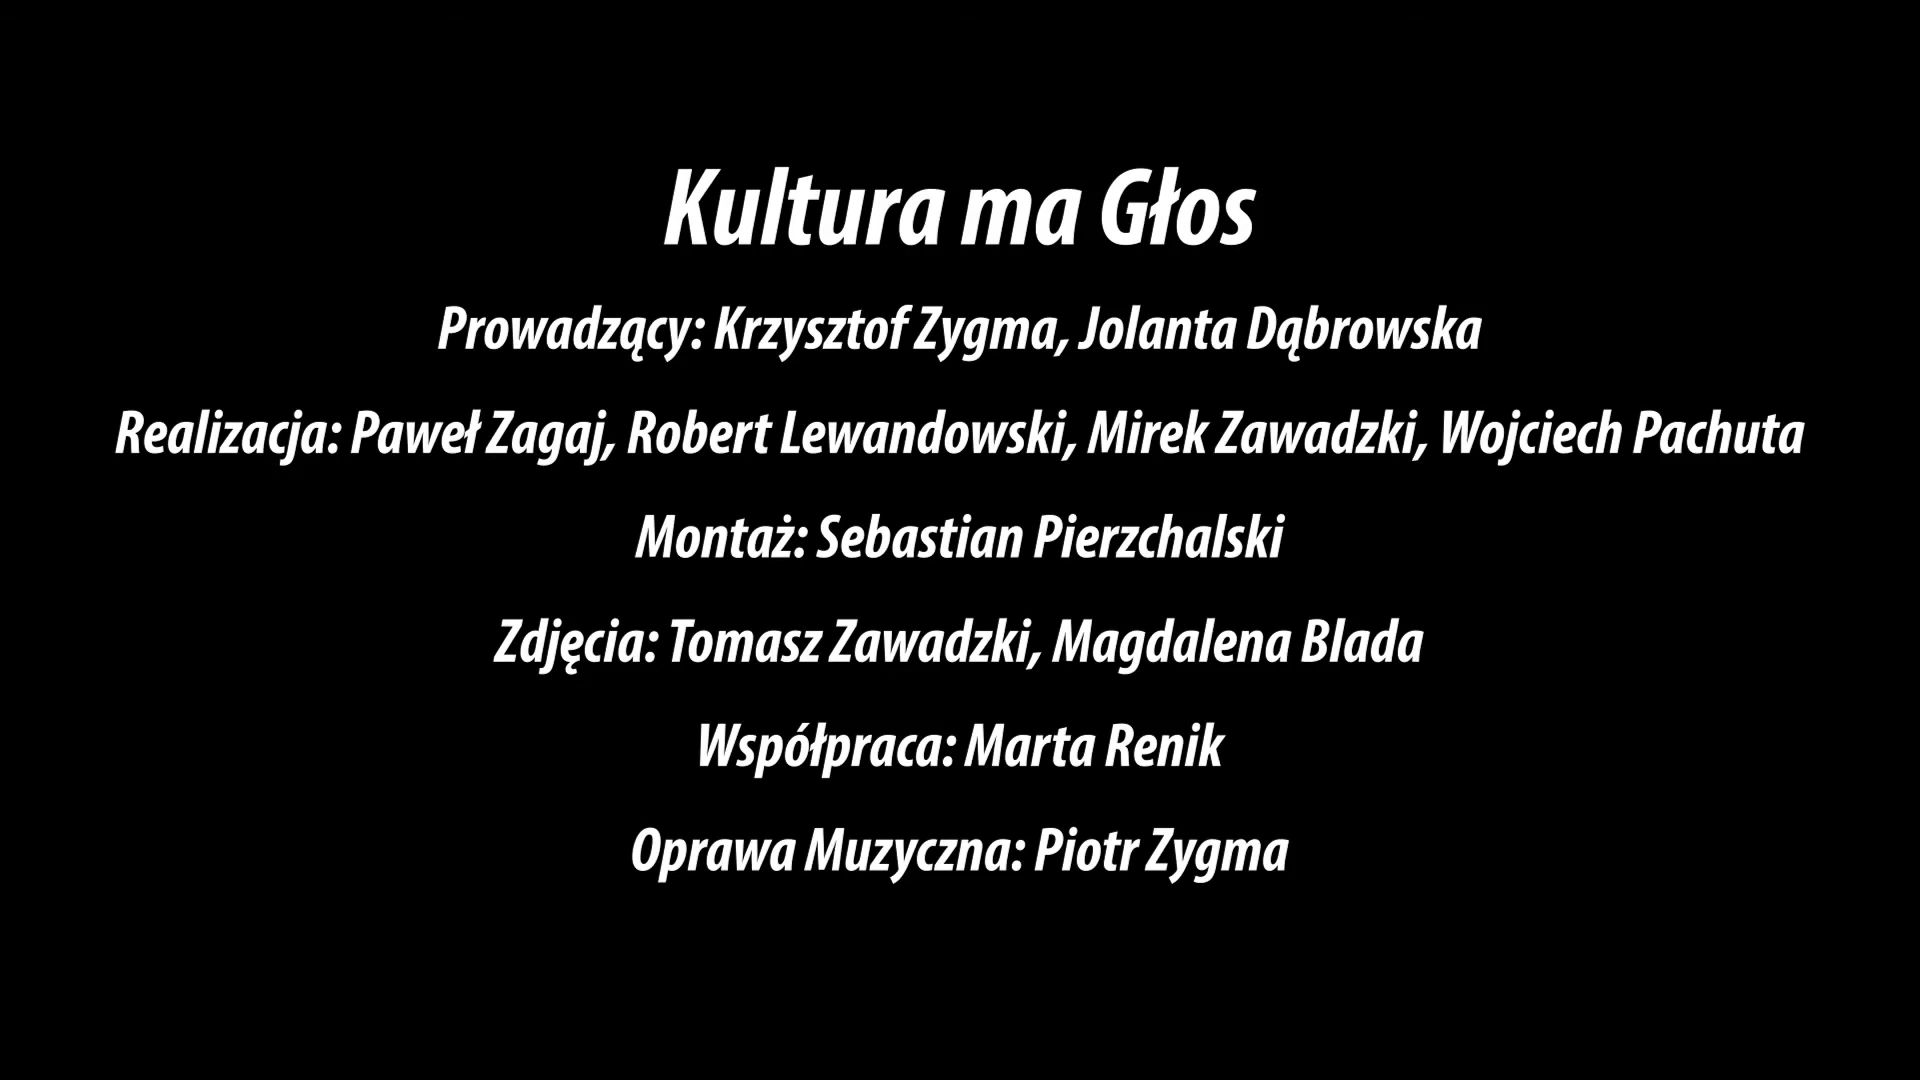 Kultura ma Głos
Prowadzący: Krzysztof Zygma, Jolanta Dąbrowska
Realizacja: Paweł Zagaj, Robert Lewandowski, Mirek Zawadzki, Wojciech Pachuta
Montaż: Sebastian Pierzchalski
Zdjęcia: Tomasz Zawadzki, Magdalena Blada
Współpraca: Marta Renik
Oprawa Muzyczna: Piotr Zygma